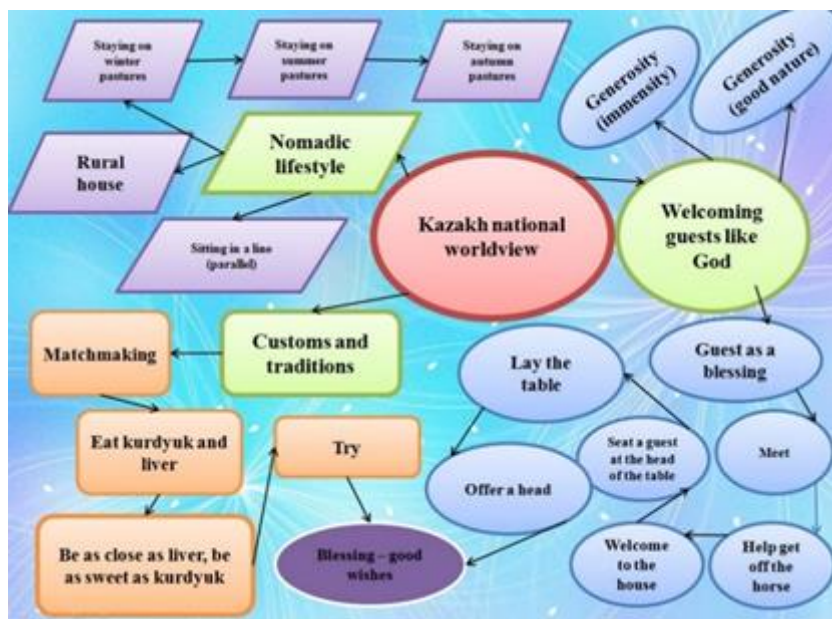 Staying on
winter
pastures
Staying on
summer
pastures
Staying on
autumn
pastures
Generosity
(immensity)
Generosity
(good nature)
Rural
house
Nomadic
lifestyle
Sitting in a line
(parallel)
Kazakh national
worldview
Welcoming
guests like
God
Matchmaking
Customs and
traditions
Lay the
table
Guest as a
blessing
Eat kurdyuk and
liver
Try
Offer a head
Seat a guest
at the head
of the table
Meet
Be as close as liver, be
as sweet as kurdyuk
Blessing – good
wishes
Welcome
to the
house
Help get
off the
horse